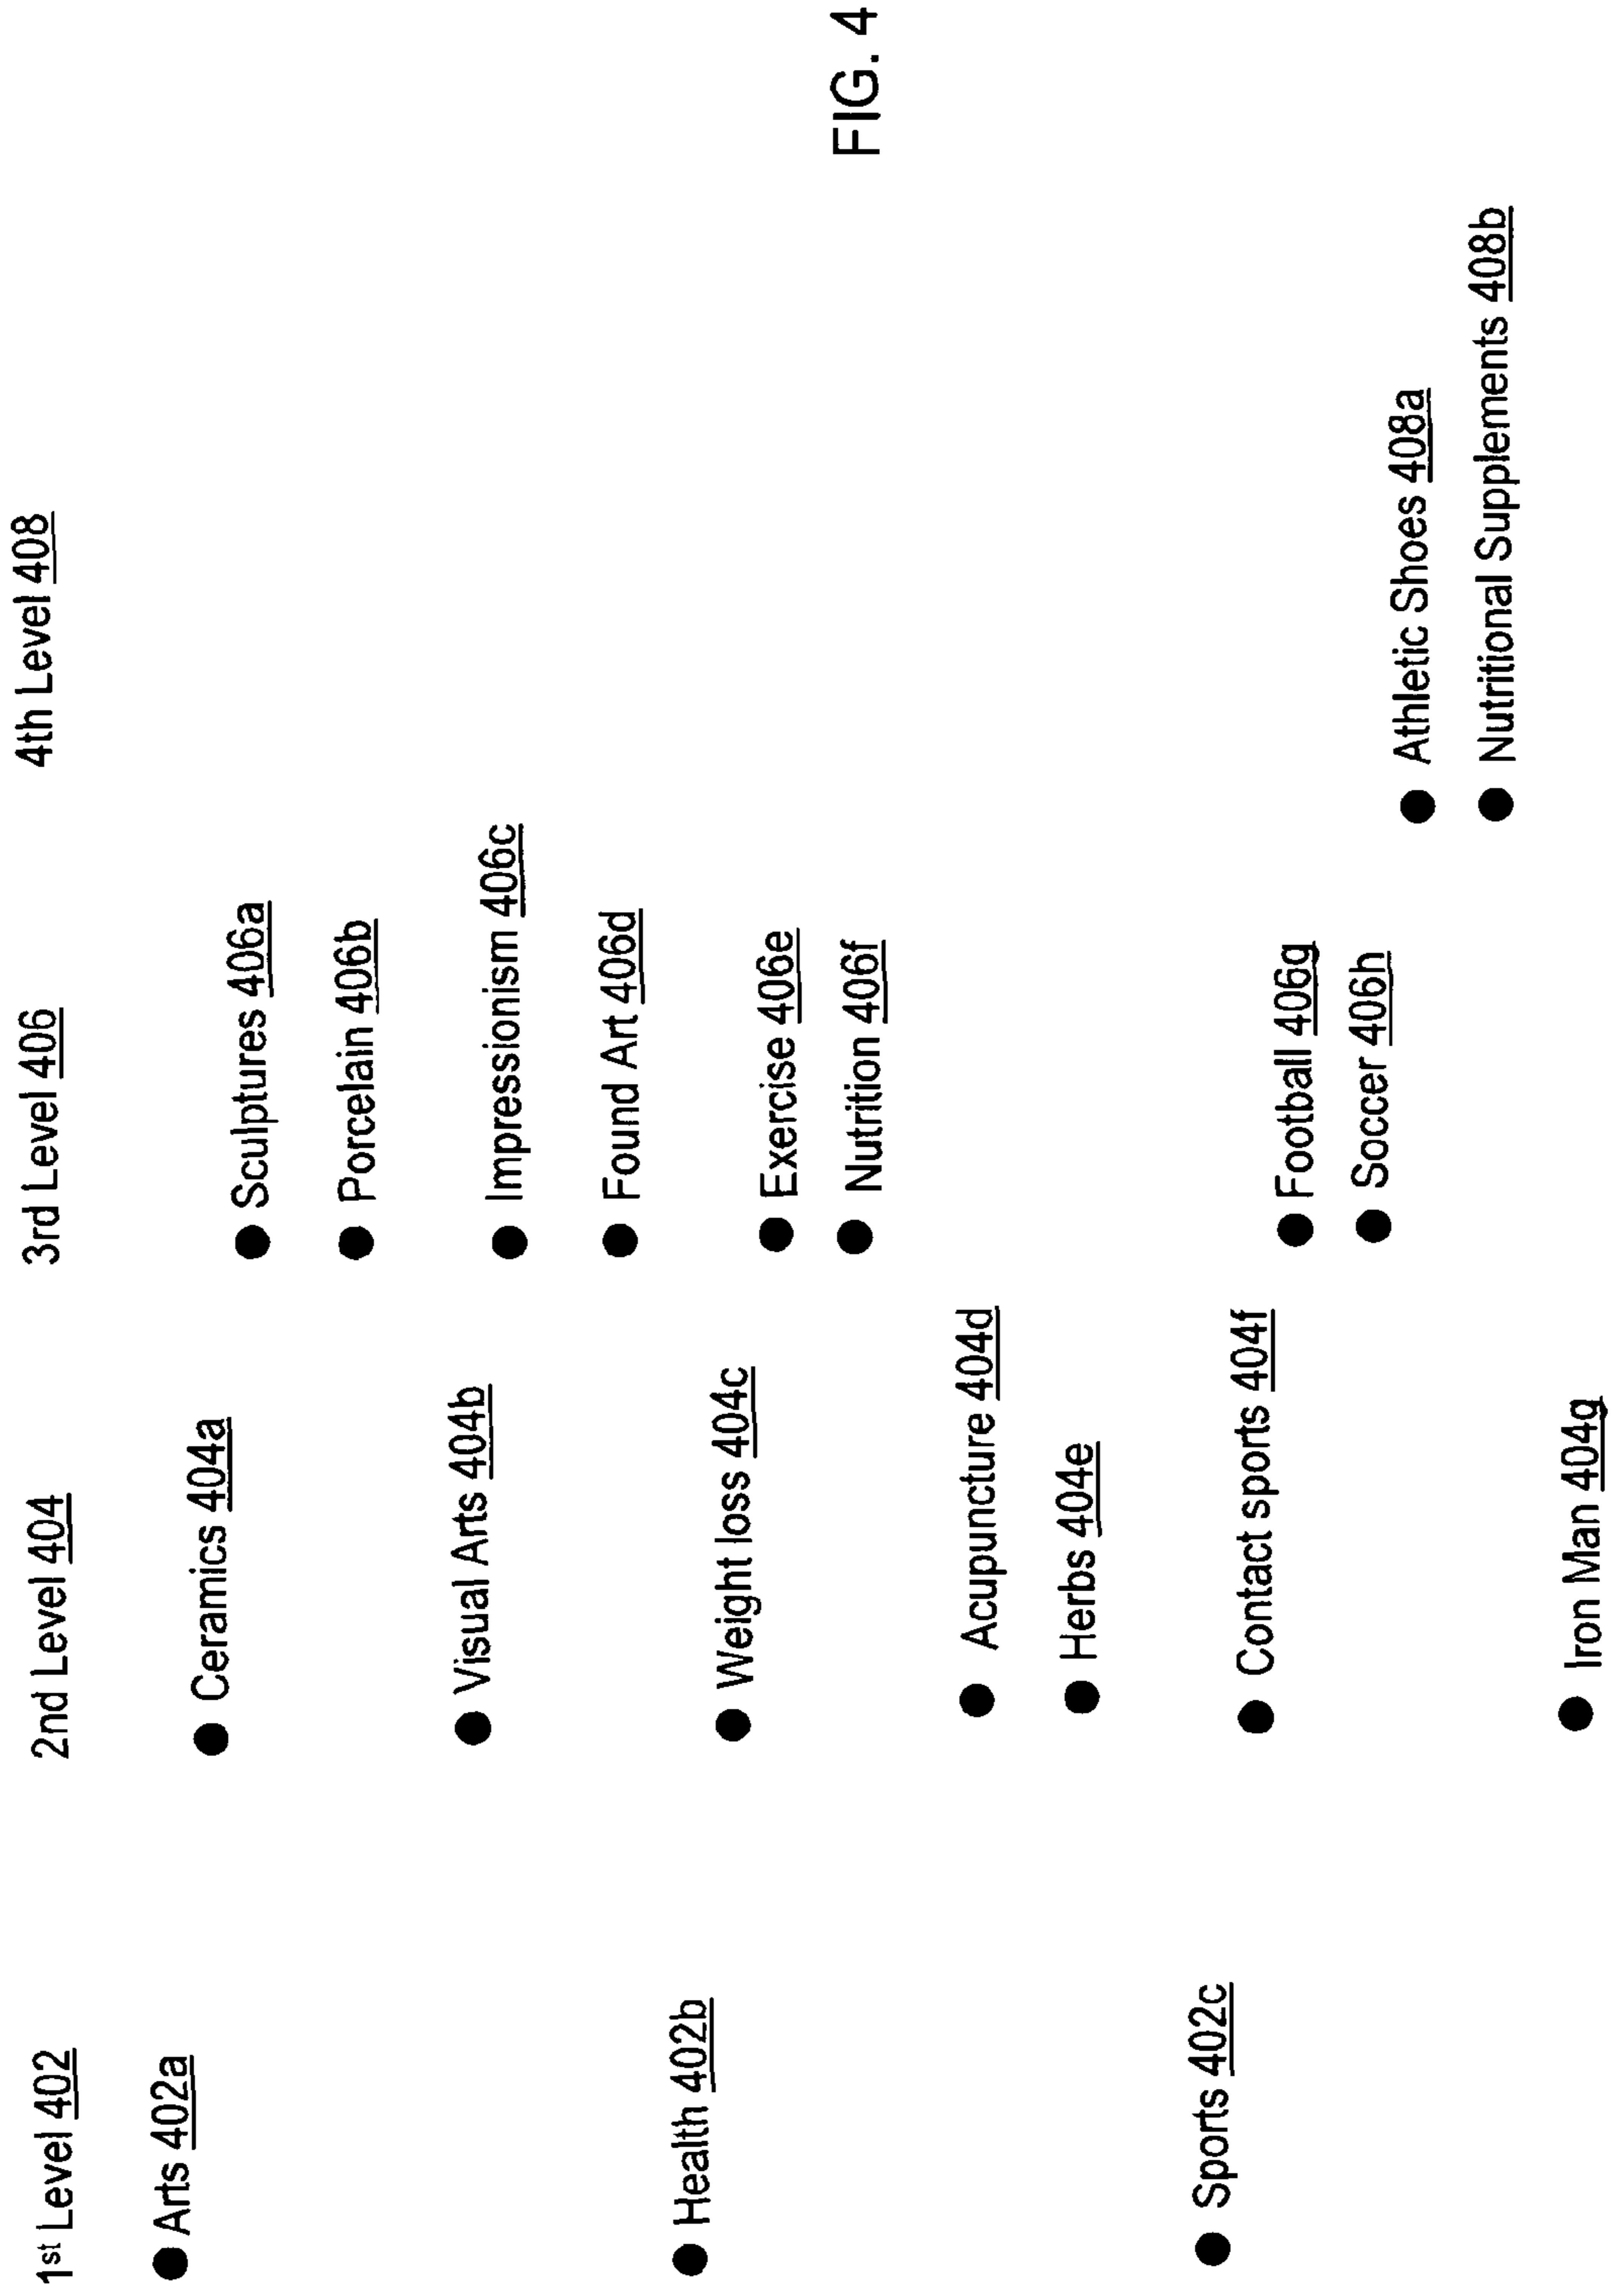 1st Level 402
2nd Level 404
3rd Level 406
4th Level 408
● Arts 402a
● Ceramics 404a
● Sculptures 406a
● Porcelain 406b
● Visual Arts 404b
● Impressionism 406c
● Found Art 406d
● Health 402b
● Weight loss 404c
● Exercise 406e
● Nutrition 406f
● Acupuncture 404d
● Herbs 404e
● Sports 402c
● Contact sports 404f
● Football 406g
● Soccer 406h
● Athletic Shoes 408a
● Nutritional Supplements 408b
● Iron Man 404g
FIG. 4